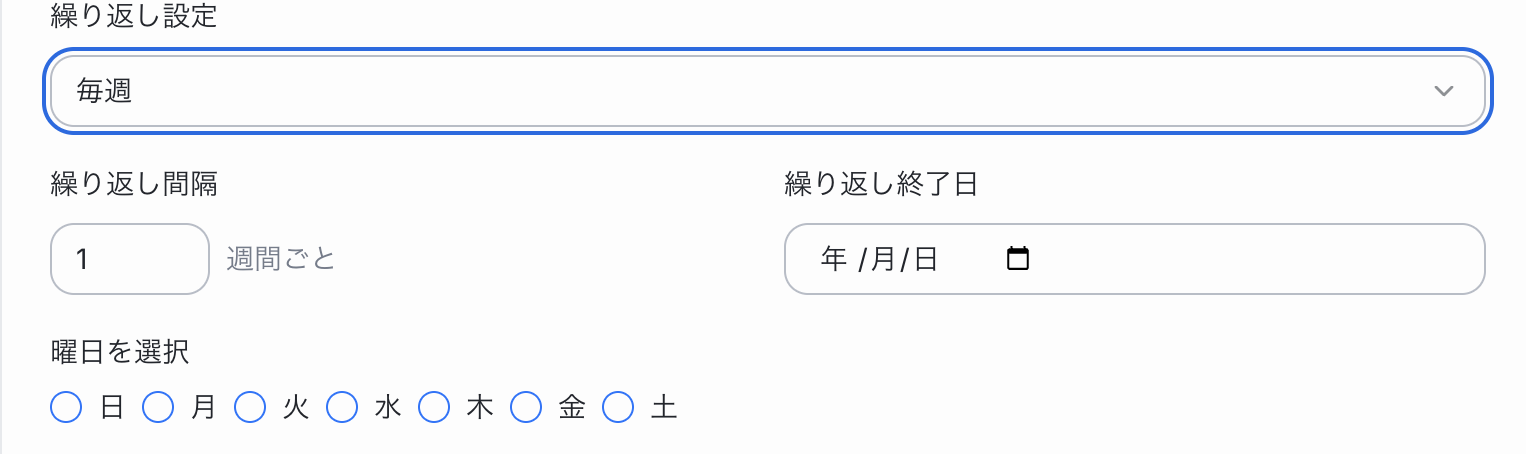 繰り返し設定
毎週
繰り返し間隔
繰り返し終了日
1 週間ごと
年 /月/日
曜日を選択
日 月 火 水 木 金 土